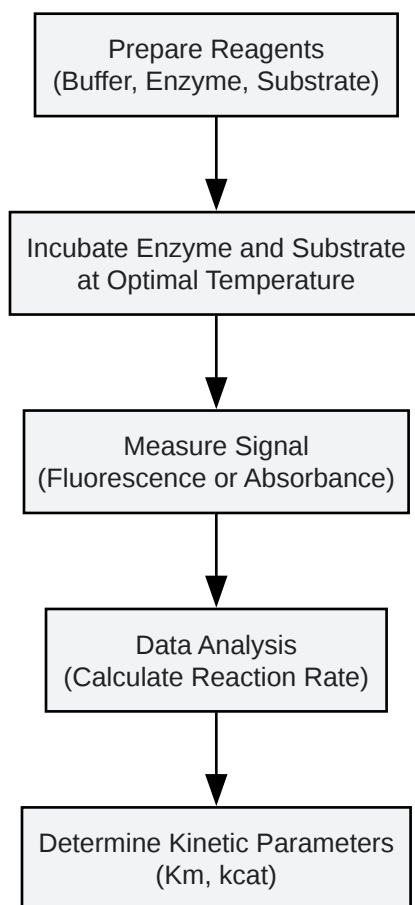 Prepare Reagents
(Buffer, Enzyme, Substrate)
Incubate Enzyme and Substrate
at Optimal Temperature
Measure Signal
(Fluorescence or Absorbance)
Data Analysis
(Calculate Reaction Rate)
Determine Kinetic Parameters
(Km, kcat)